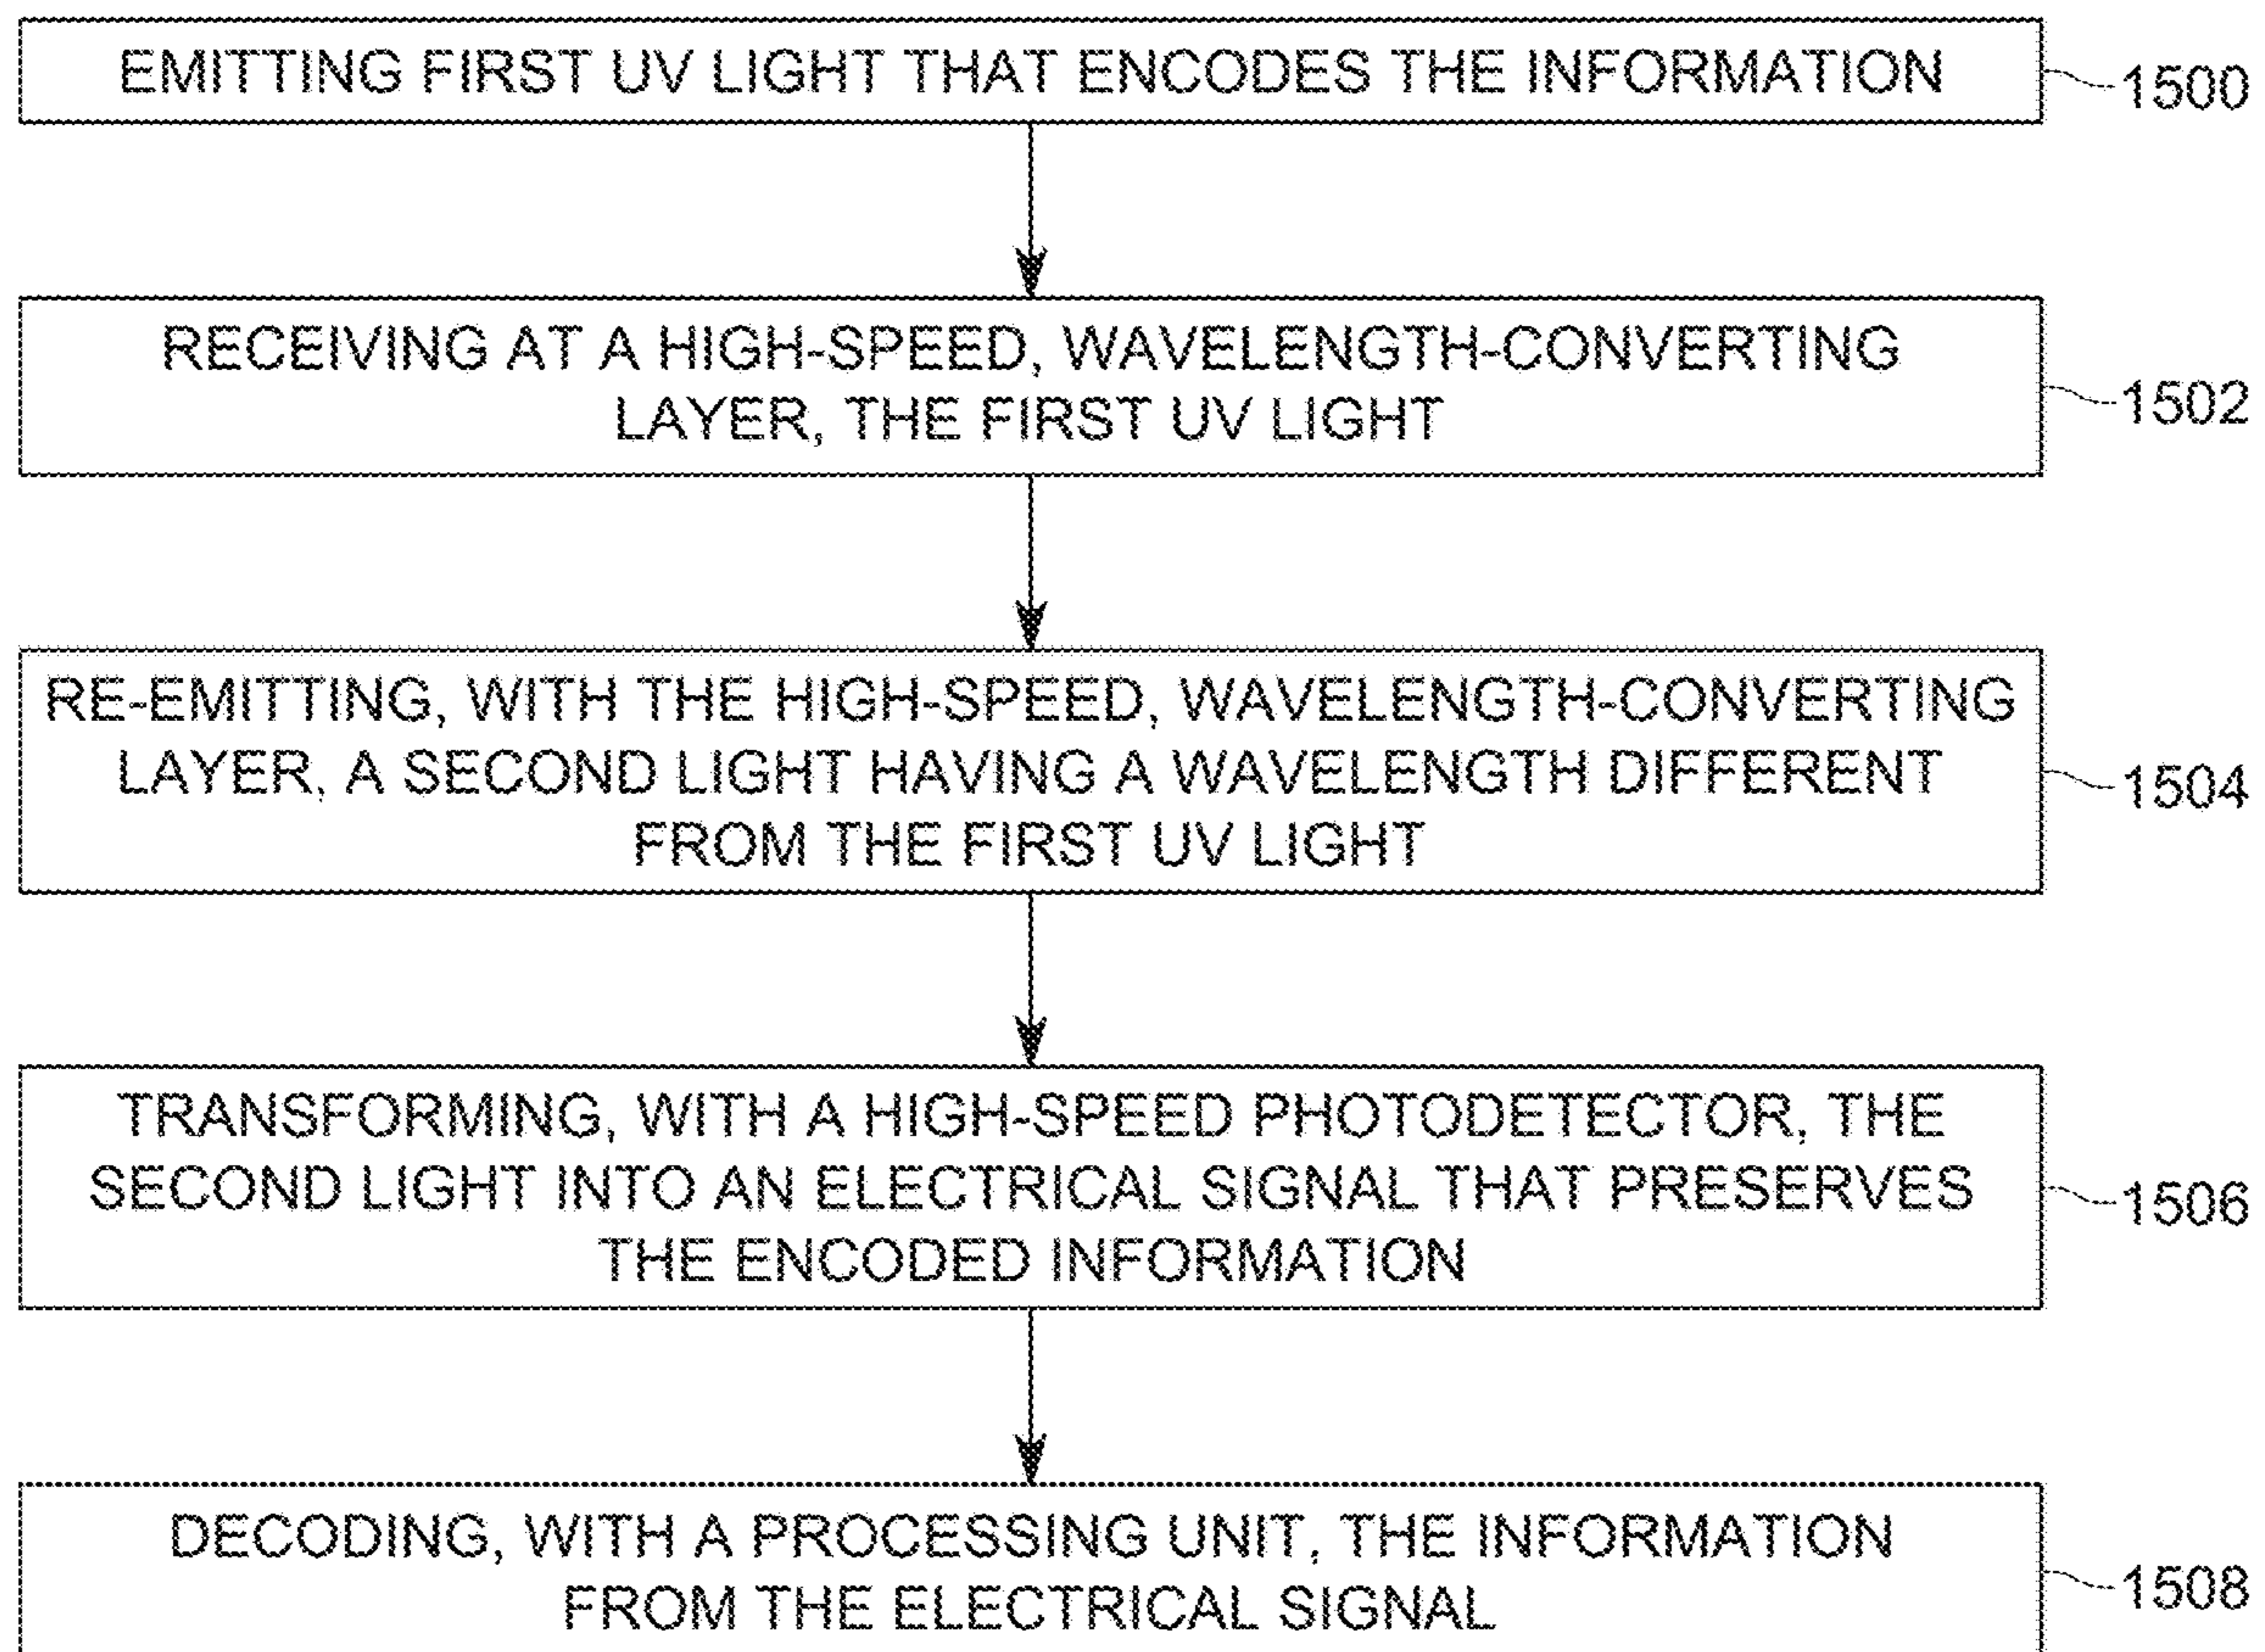 EMITTING FIRST UV LIGHT THAT ENCODES THE INFORMATION
1500
RECEIVING AT A HIGH-SPEED, WAVELENGTH-CONVERTING
LAYER, THE FIRST UV LIGHT
1502
RE-EMITTING, WITH THE HIGH-SPEED, WAVELENGTH-CONVERTING
LAYER, A SECOND LIGHT HAVING A WAVELENGTH DIFFERENT
FROM THE FIRST UV LIGHT
1504
TRANSFORMING, WITH A HIGH-SPEED PHOTODETECTOR, THE
SECOND LIGHT INTO AN ELECTRICAL SIGNAL THAT PRESERVES
THE ENCODED INFORMATION
1506
DECODING, WITH A PROCESSING UNIT, THE INFORMATION
FROM THE ELECTRICAL SIGNAL
1508